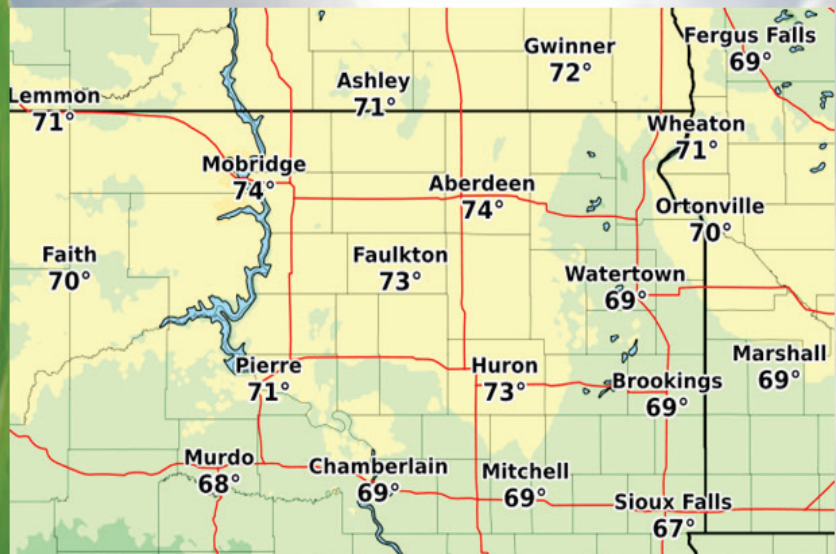 Gwinner
72°
Fergus Falls
69°
Ashley
71°
Lemmon
71°
Wheaton
71°
Mobridge
74°
Aberdeen
74°
Ortonville
70°
Faith
70°
Faulkton
73°
Watertown
69°
Pierre
71°
Huron
73°
Brookings
69°
Marshall
69°
Murdo
68°
Chamberlain
69°
Mitchell
69°
Sioux Falls
67°